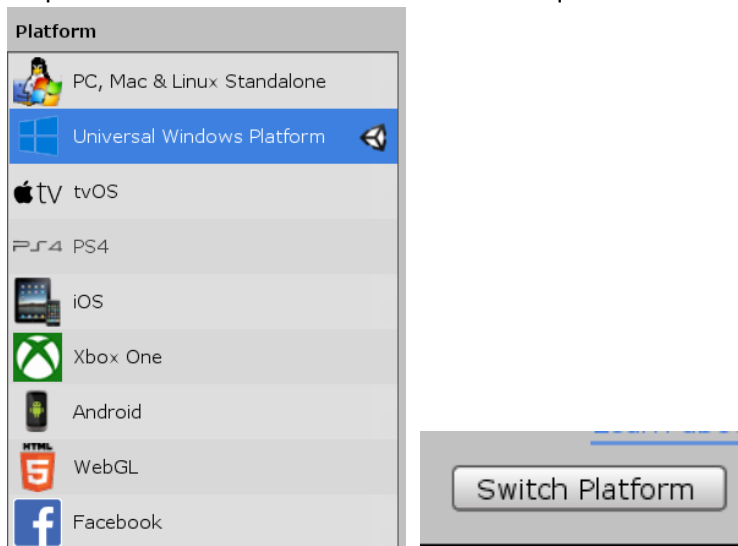 Platform
PC, Mac & Linux Standalone
Universal Windows Platform
tv tvOS
PS4 PS4
iOS
Xbox One
Android
HTML
5 WebGL
f Facebook
Switch Platform